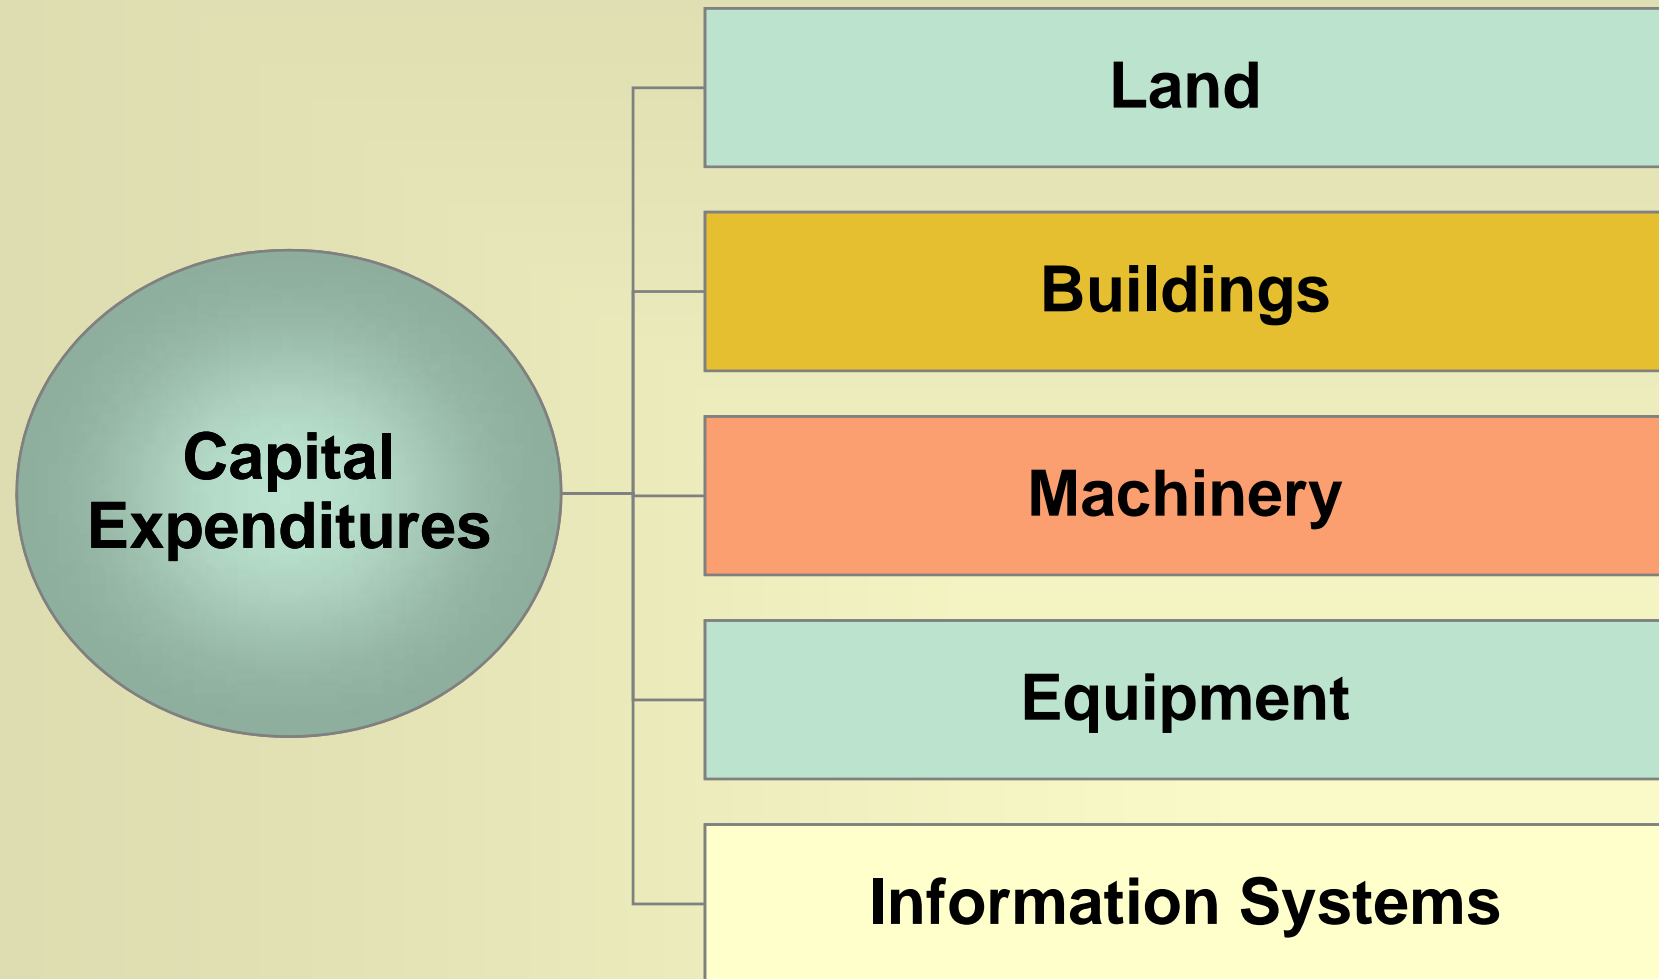 Land
Buildings
Capital
Expenditures
Machinery
Equipment
Information Systems